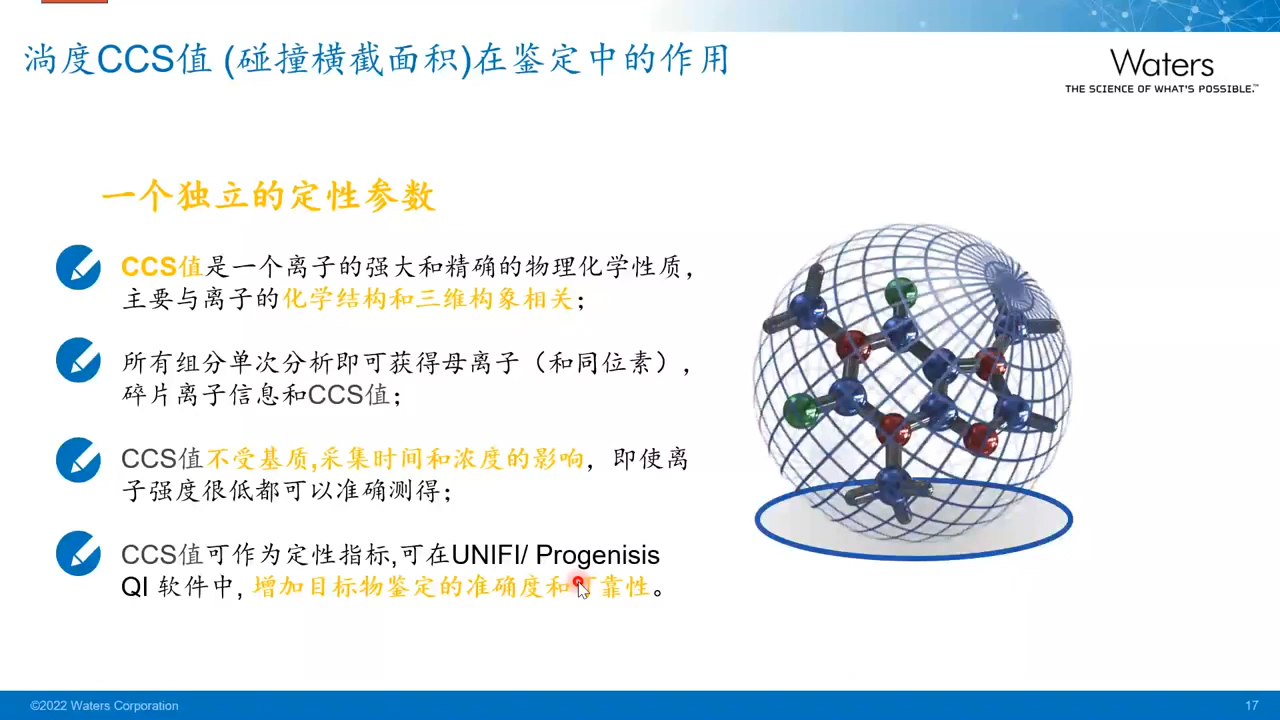 淌度CCS值 (碰撞横截面积)在鉴定中的作用
Waters
THE SCIENCE OF WHAT'S POSSIBLE.™
一个独立的定性参数
CCS值是一个离子的强大和精确的物理化学性质，
主要与离子的化学结构和三维构象相关；
所有组分单次分析即可获得母离子（和同位素），
碎片离子信息和CCS值；
CCS值不受基质,采集时间和浓度的影响，即使离
子强度很低都可以准确测得；
CCS值可作为定性指标,可在UNIFI/ Progenisis
QI 软件中, 增加目标物鉴定的准确度和可靠性。
©2022 Waters Corporation
17